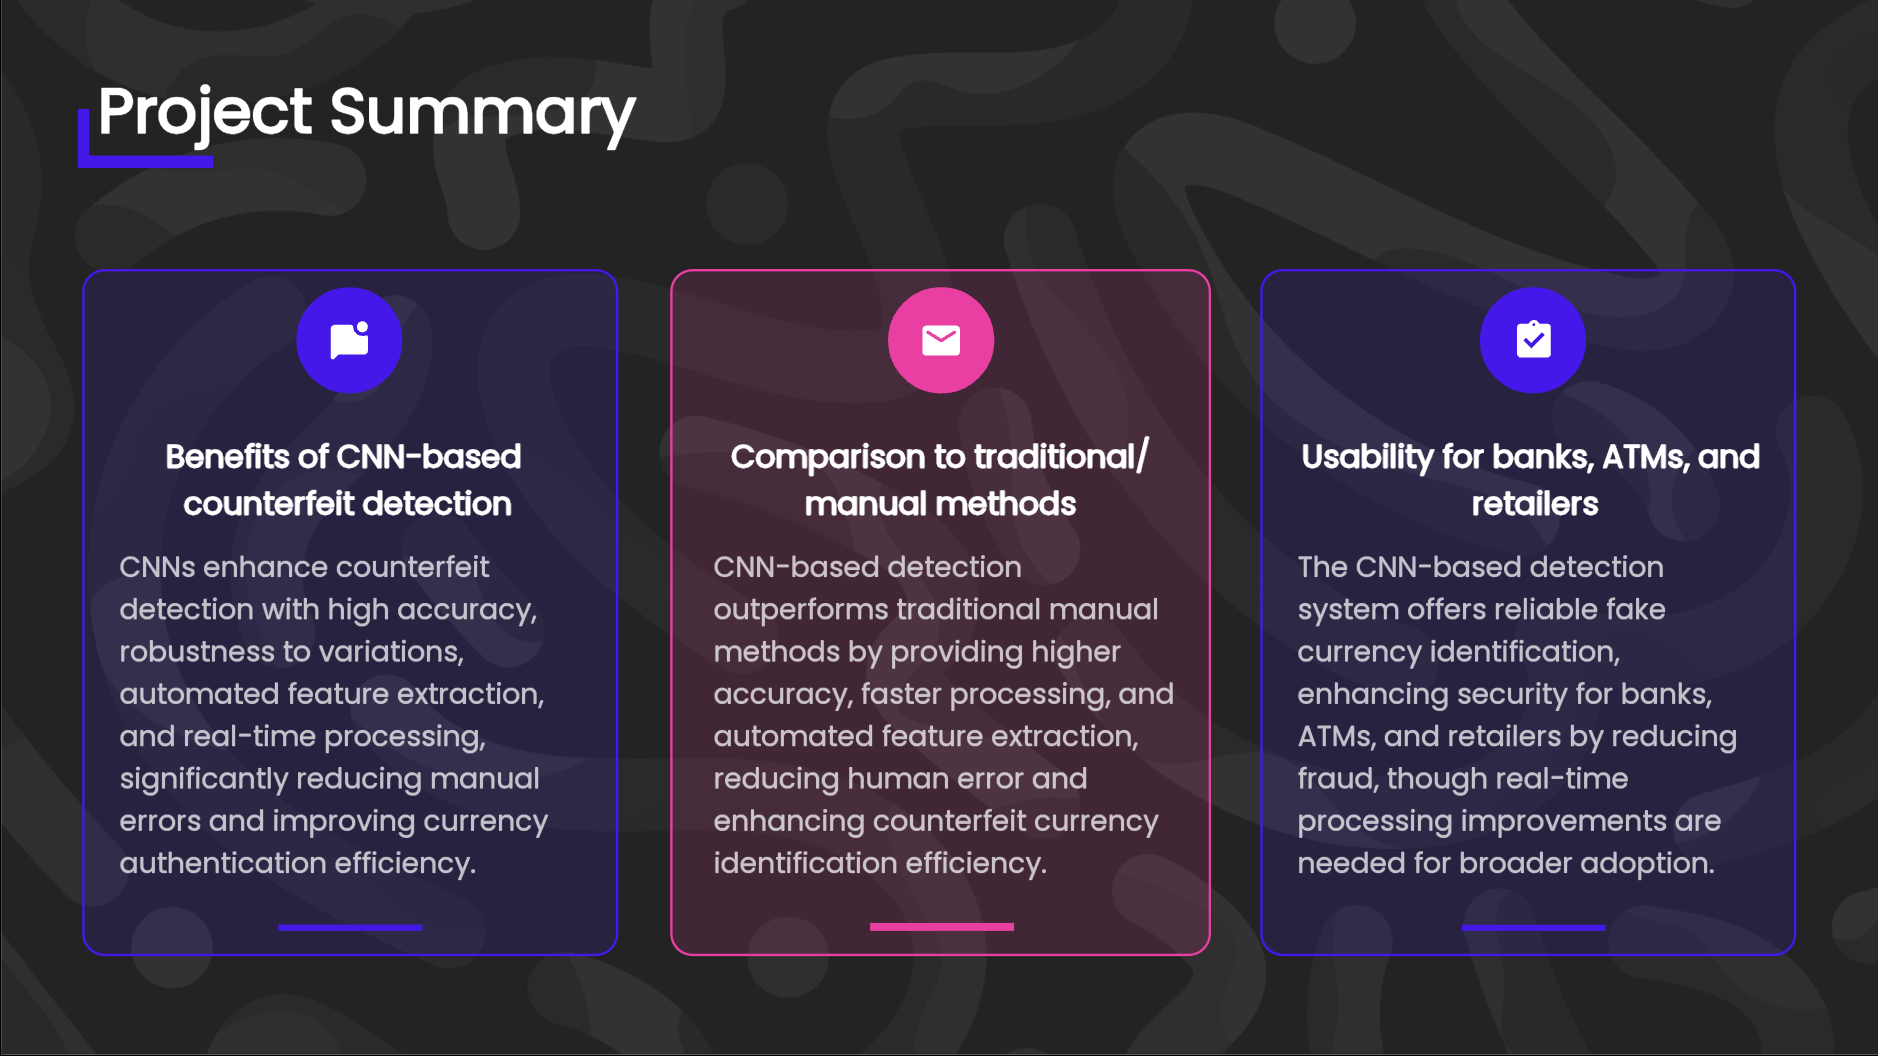 Project Summary
Benefits of CNN-based
counterfeit detection
CNNs enhance counterfeit
detection with high accuracy,
robustness to variations,
automated feature extraction,
and real-time processing,
significantly reducing manual
errors and improving currency
authentication efficiency.
Comparison to traditional/
manual methods
CNN-based detection
outperforms traditional manual
methods by providing higher
accuracy, faster processing, and
automated feature extraction,
reducing human error and
enhancing counterfeit currency
identification efficiency.
Usability for banks, ATMs, and
retailers
The CNN-based detection
system offers reliable fake
currency identification,
enhancing security for banks,
ATMs, and retailers by reducing
fraud, though real-time
processing improvements are
needed for broader adoption.